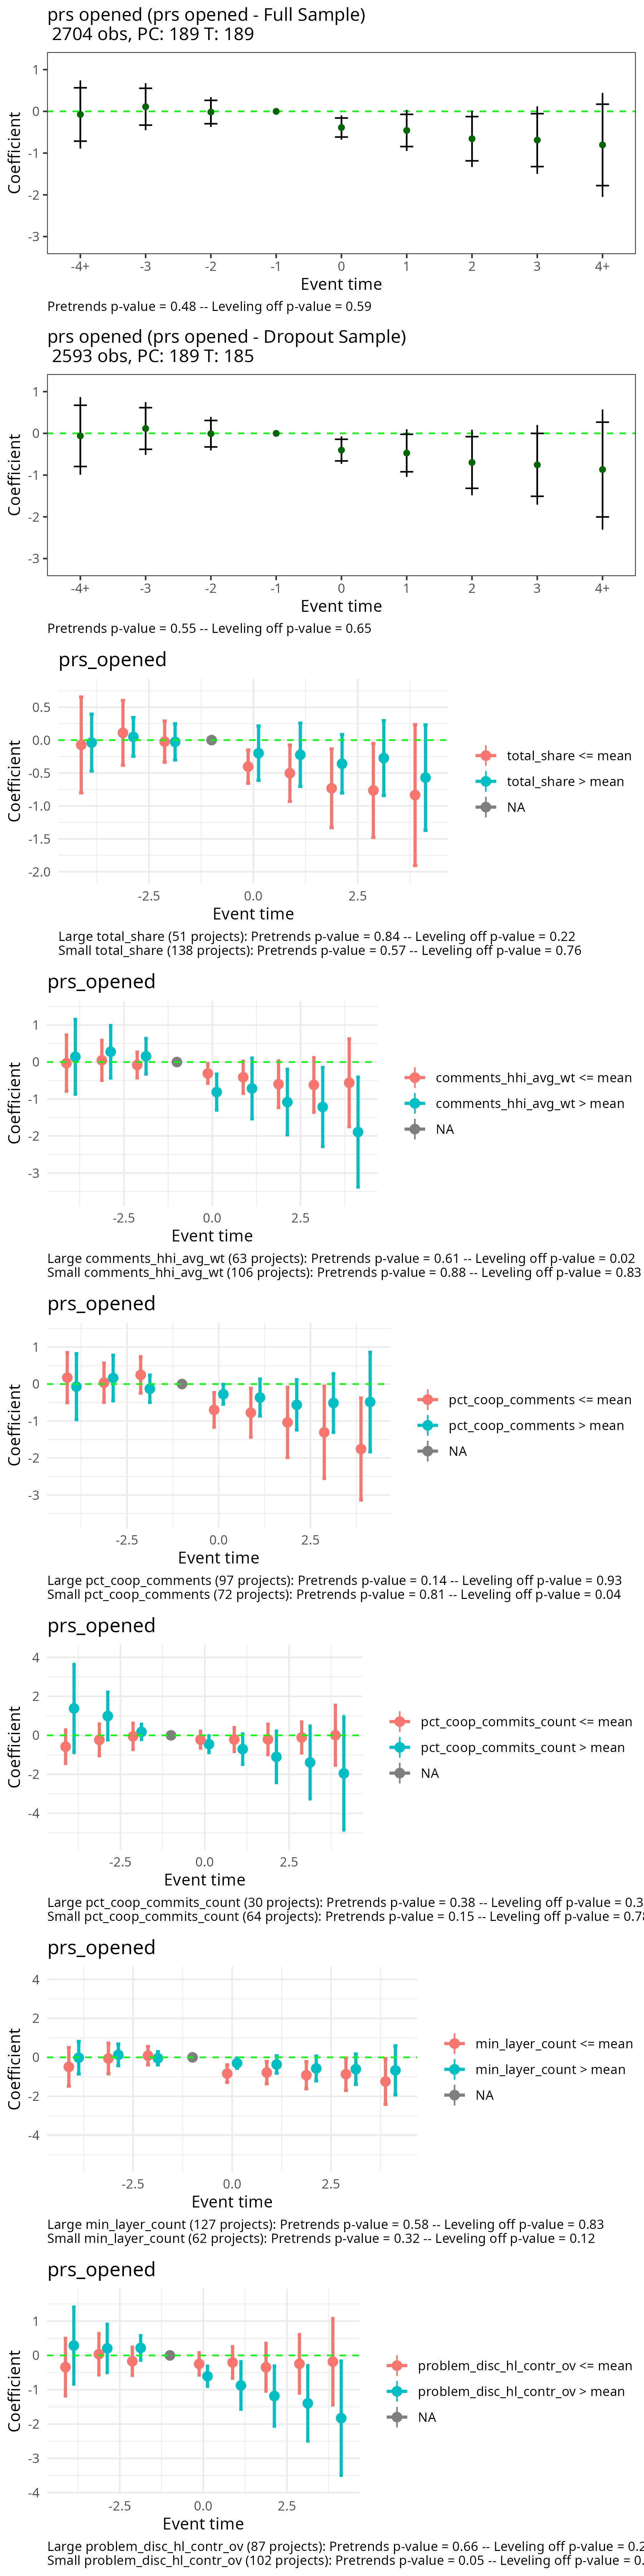 prs opened (prs opened - Full Sample)
2704 obs, PC: 189 T: 189
1
0
-1
-2
-3
Coefficient
-4+ -3 -2 -1 0 1 2 3 4+
Event time
Pretrends p-value = 0.48 -- Leveling off p-value = 0.59
prs opened (prs opened - Dropout Sample)
2593 obs, PC: 189 T: 185
1
0
-1
-2
-3
Coefficient
-4+ -3 -2 -1 0 1 2 3 4+
Event time
Pretrends p-value = 0.55 -- Leveling off p-value = 0.65
prs_opened
0.5
0.0
-0.5
-1.0
-1.5
-2.0
Coefficient
total_share <= mean
total_share > mean
NA
-2.5 0.0 2.5
Event time
Large total_share (51 projects): Pretrends p-value = 0.84 -- Leveling off p-value = 0.22
Small total_share (138 projects): Pretrends p-value = 0.57 -- Leveling off p-value = 0.76
prs_opened
1
0
-1
-2
-3
Coefficient
comments_hhi_avg_wt <= mean
comments_hhi_avg_wt > mean
NA
-2.5 0.0 2.5
Event time
Large comments_hhi_avg_wt (63 projects): Pretrends p-value = 0.61 -- Leveling off p-value = 0.02
Small comments_hhi_avg_wt (106 projects): Pretrends p-value = 0.88 -- Leveling off p-value = 0.83
prs_opened
1
0
-1
-2
-3
Coefficient
pct_coop_comments <= mean
pct_coop_comments > mean
NA
-2.5 0.0 2.5
Event time
Large pct_coop_comments (97 projects): Pretrends p-value = 0.14 -- Leveling off p-value = 0.93
Small pct_coop_comments (72 projects): Pretrends p-value = 0.81 -- Leveling off p-value = 0.04
prs_opened
4
2
0
-2
-4
Coefficient
pct_coop_commits_count <= mean
pct_coop_commits_count > mean
NA
-2.5 0.0 2.5
Event time
Large pct_coop_commits_count (30 projects): Pretrends p-value = 0.38 -- Leveling off p-value = 0.3
Small pct_coop_commits_count (64 projects): Pretrends p-value = 0.15 -- Leveling off p-value =
prs_opened
4
2
0
-2
-4
Coefficient
min_layer_count <= mean
min_layer_count > mean
NA
-2.5 0.0 2.5
Event time
Large min_layer_count (127 projects): Pretrends p-value = 0.58 -- Leveling off p-value = 0.83
Small min_layer_count (62 projects): Pretrends p-value = 0.32 -- Leveling off p-value = 0.12
prs_opened
1
0
-1
-2
-3
-4
Coefficient
problem_disc_hl_contr_ov <= mean
problem_disc_hl_contr_ov > mean
NA
-2.5 0.0 2.5
Event time
Large problem_disc_hl_contr_ov (87 projects): Pretrends p-value = 0.66 -- Leveling off p-value =
Small problem_disc_hl_contr_ov (102 projects): Pretrends p-value = 0.05 -- Leveling off p-value =